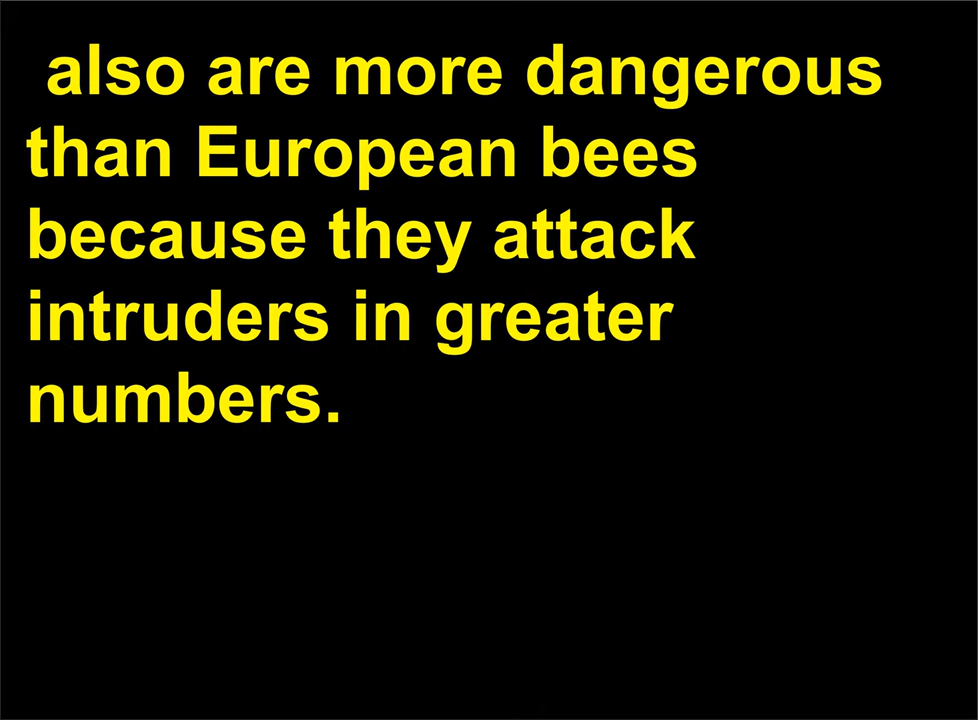 also are more dangerous
than European bees
because they attack
intruders in greater
numbers.